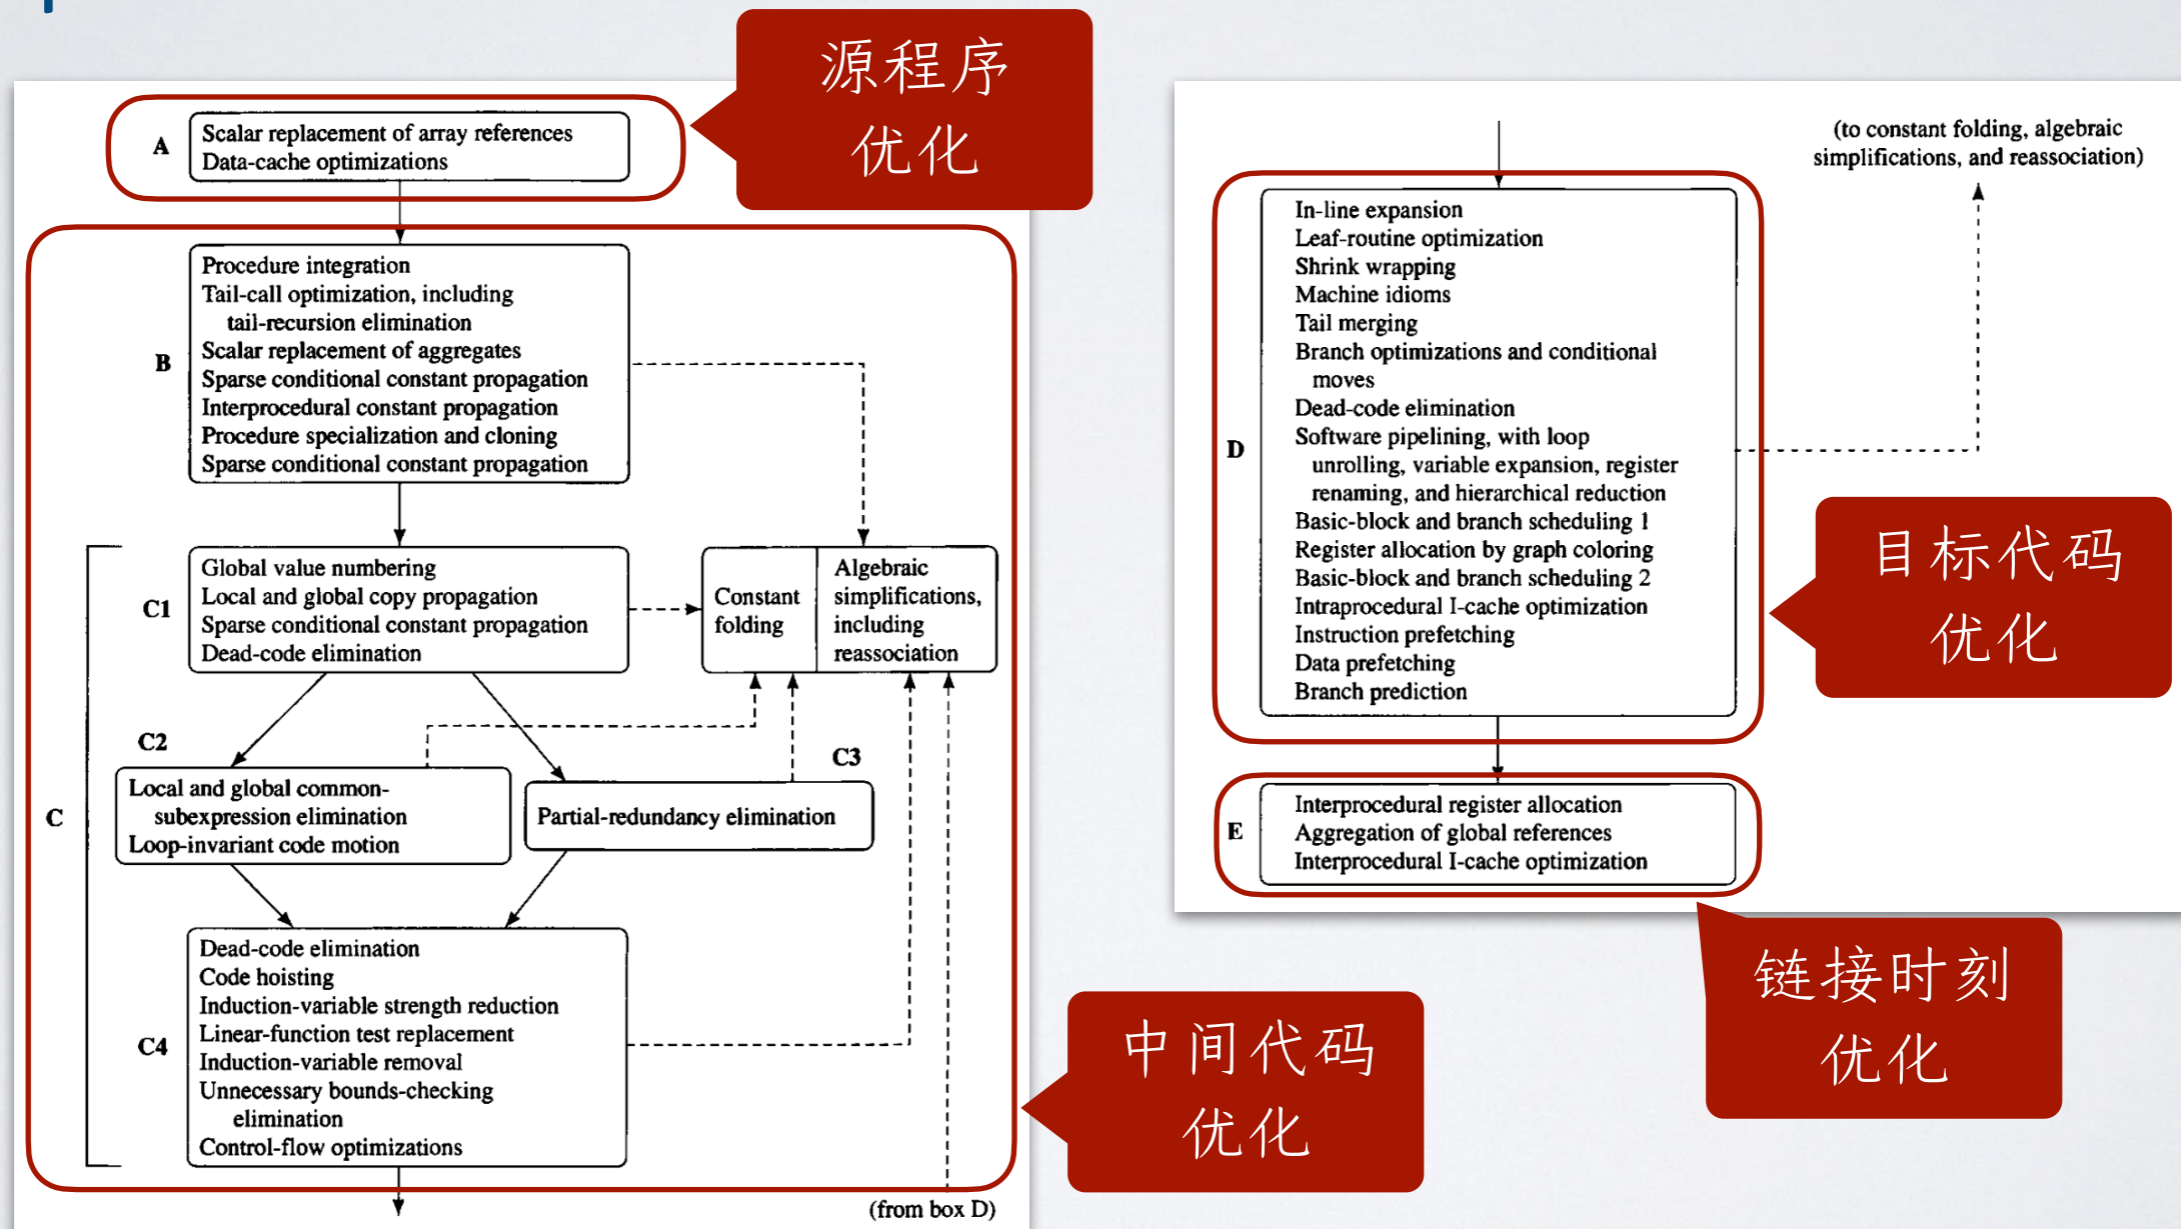 源程序
优化
A
Scalar replacement of array references
Data-cache optimizations
B
Procedure integration
Tail-call optimization, including
tail-recursion elimination
Scalar replacement of aggregates
Sparse conditional constant propagation
Interprocedural constant propagation
Procedure specialization and cloning
Sparse conditional constant propagation
C
C1
Global value numbering
Local and global copy propagation
Sparse conditional constant propagation
Dead-code elimination
Constant
folding
Algebraic
simplifications,
including
reassociation
C2
Local and global common-
subexpression elimination
Loop-invariant code motion
C3
Partial-redundancy elimination
C4
Dead-code elimination
Code hoisting
Induction-variable strength reduction
Linear-function test replacement
Induction-variable removal
Unnecessary bounds-checking
elimination
Control-flow optimizations
(from box D)
中间代码
优化
(to constant folding, algebraic
simplifications, and reassociation)
D
In-line expansion
Leaf-routine optimization
Shrink wrapping
Machine idioms
Tail merging
Branch optimizations and conditional
moves
Dead-code elimination
Software pipelining, with loop
unrolling, variable expansion, register
renaming, and hierarchical reduction
Basic-block and branch scheduling 1
Register allocation by graph coloring
Basic-block and branch scheduling 2
Intraprocedural I-cache optimization
Instruction prefetching
Data prefetching
Branch prediction
目标代码
优化
E
Interprocedural register allocation
Aggregation of global references
Interprocedural I-cache optimization
链接时刻
优化